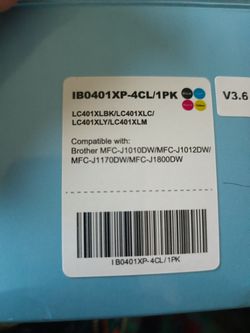 IB0401XP-4CL/1PK
LC401XLBK/LC401XLC/
LC401XLY/LC401XLM
Compatible with:
Brother MFC-J1010DW/MFC-J1012DW/
MFC-J1170DW/MFC-J1800DW
IB0401XP-4CL/1PK
V3.6